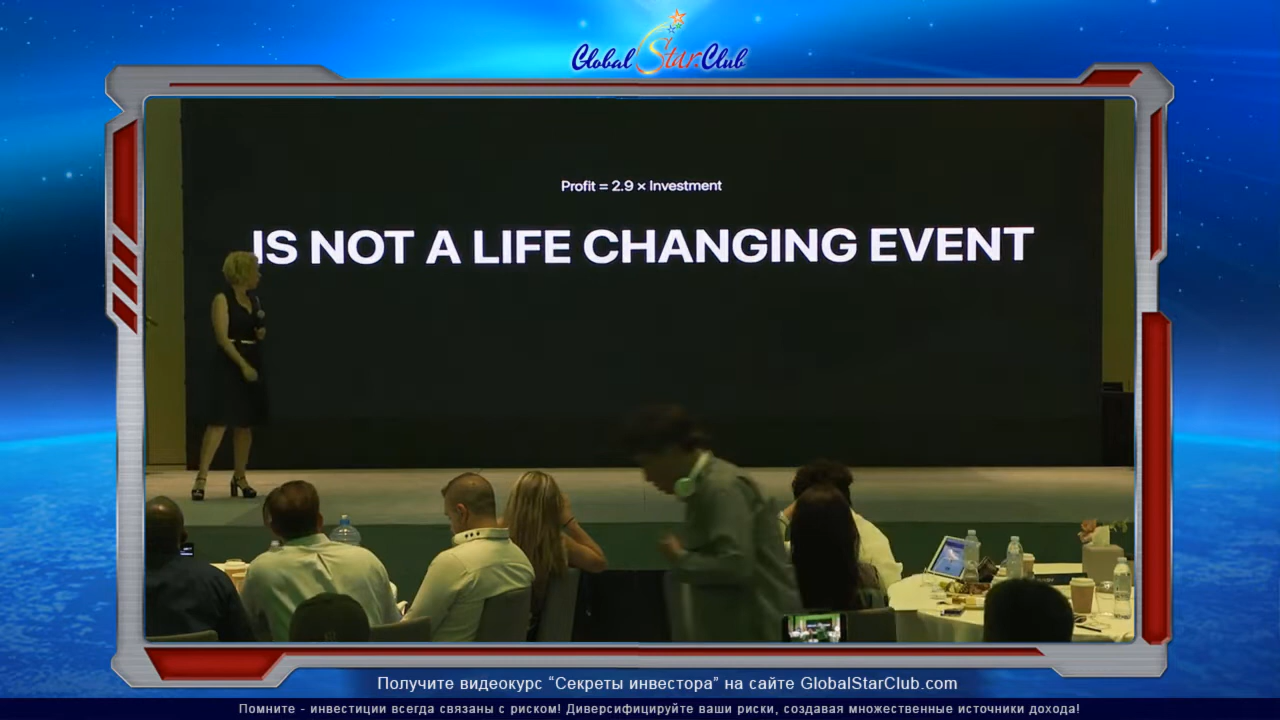 Global Star.Club
Profit = 2.9 × Investment
IS NOT A LIFE CHANGING EVENT
Получите видеокурс “Секреты инвестора” на сайте GlobalStarClub.com
Помните - инвестиции всегда связаны с риском! Диверсифицируйте ваши риски, создавая множественные источники дохода!